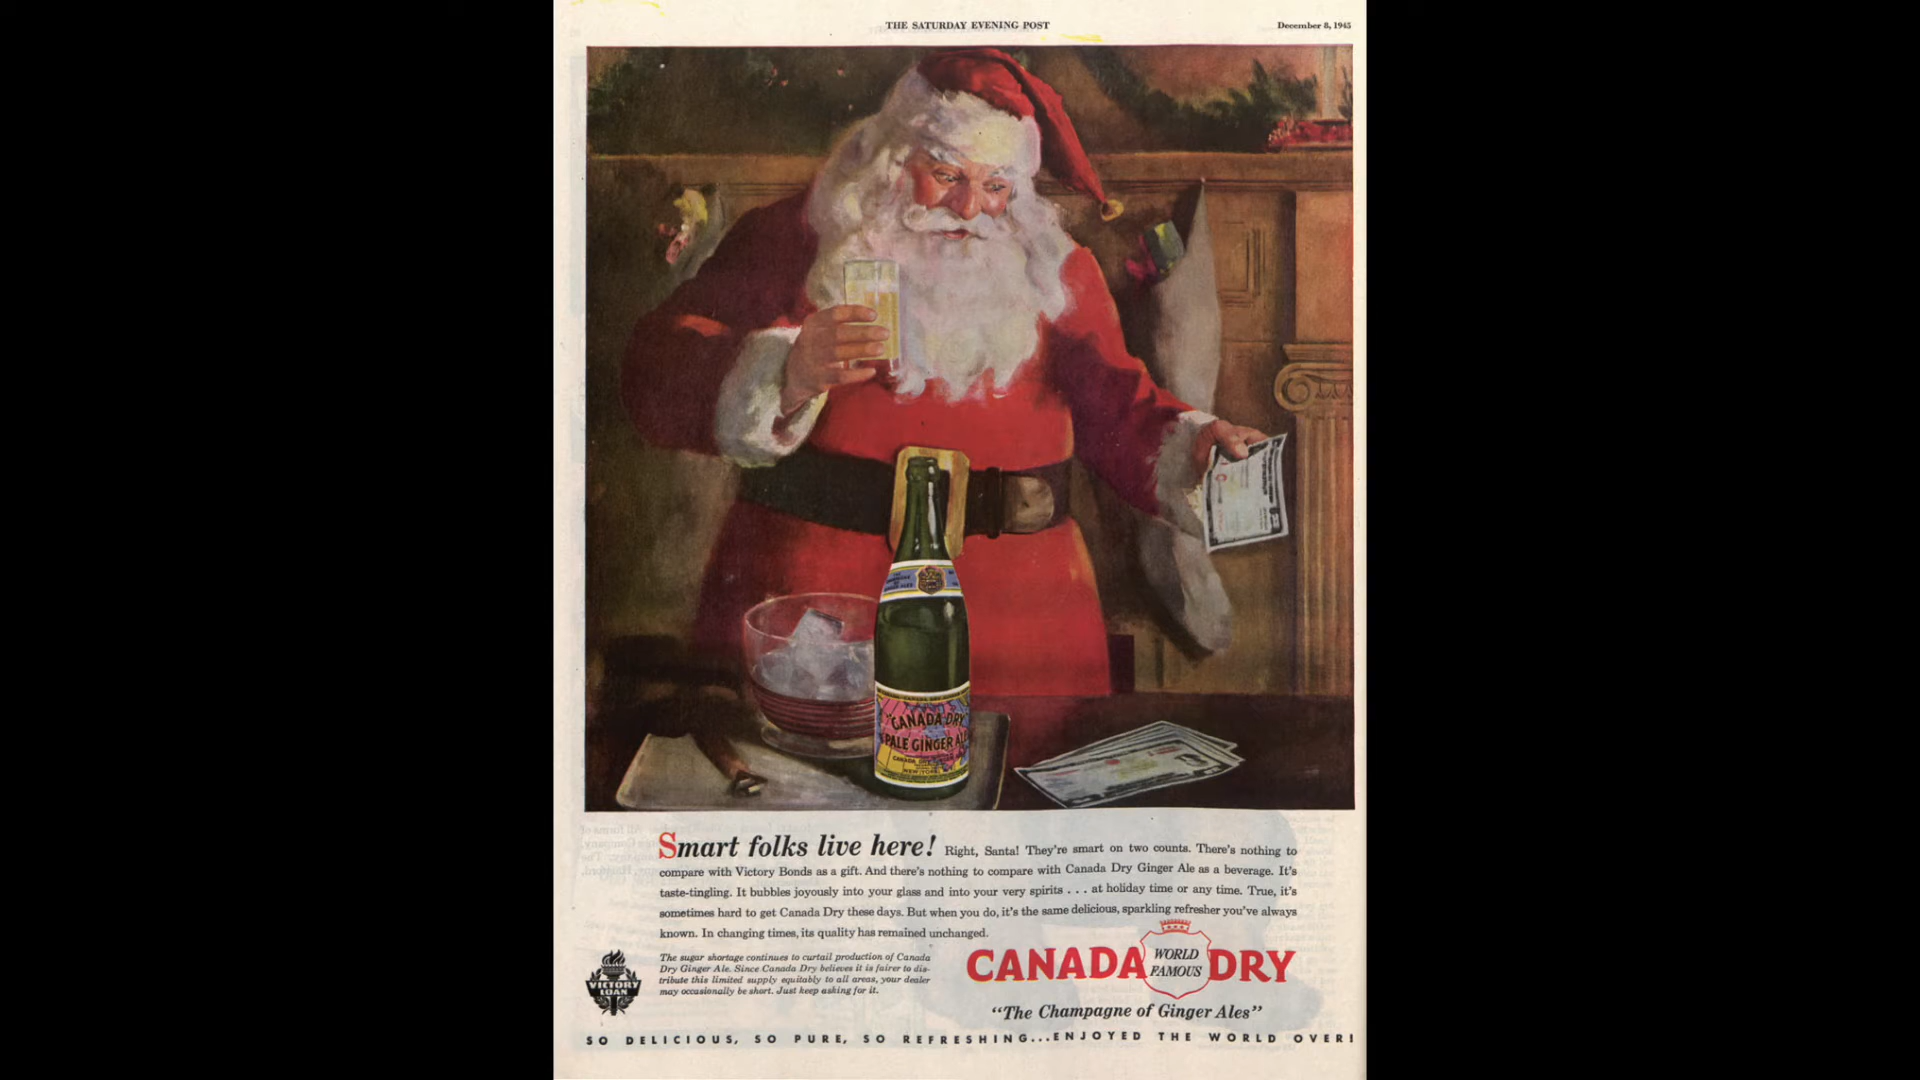 THE SATURDAY EVENING POST
December 8, 1945
"CANADA DRY"
PALE GINGER ALE
NEW YORK
Smart folks live here! Right, Santa! They're smart on two counts. There's nothing to
compare with Victory Bonds as a gift. And there's nothing to compare with Canada Dry Ginger Ale as a beverage. It's
taste-tingling. It bubbles joyously into your glass and into your very spirits . . . at holiday time or any time. True, it's
sometimes hard to get Canada Dry these days. But when you do, it's the same delicious, sparkling refresher you've always
known. In changing times, its quality has remained unchanged.
The sugar shortage continues to curtail production of Canada
Dry Ginger Ale. Since Canada Dry believes it is fairer to dis-
tribute this limited supply equitably to all areas, your dealer
may occasionally be short. Just keep asking for it.
VICTORY
LOAN
CANADA WORLD FAMOUS DRY
"The Champagne of Ginger Ales"
SO DELICIOUS, SO PURE, SO REFRESHING...ENJOYED THE WORLD OVER!